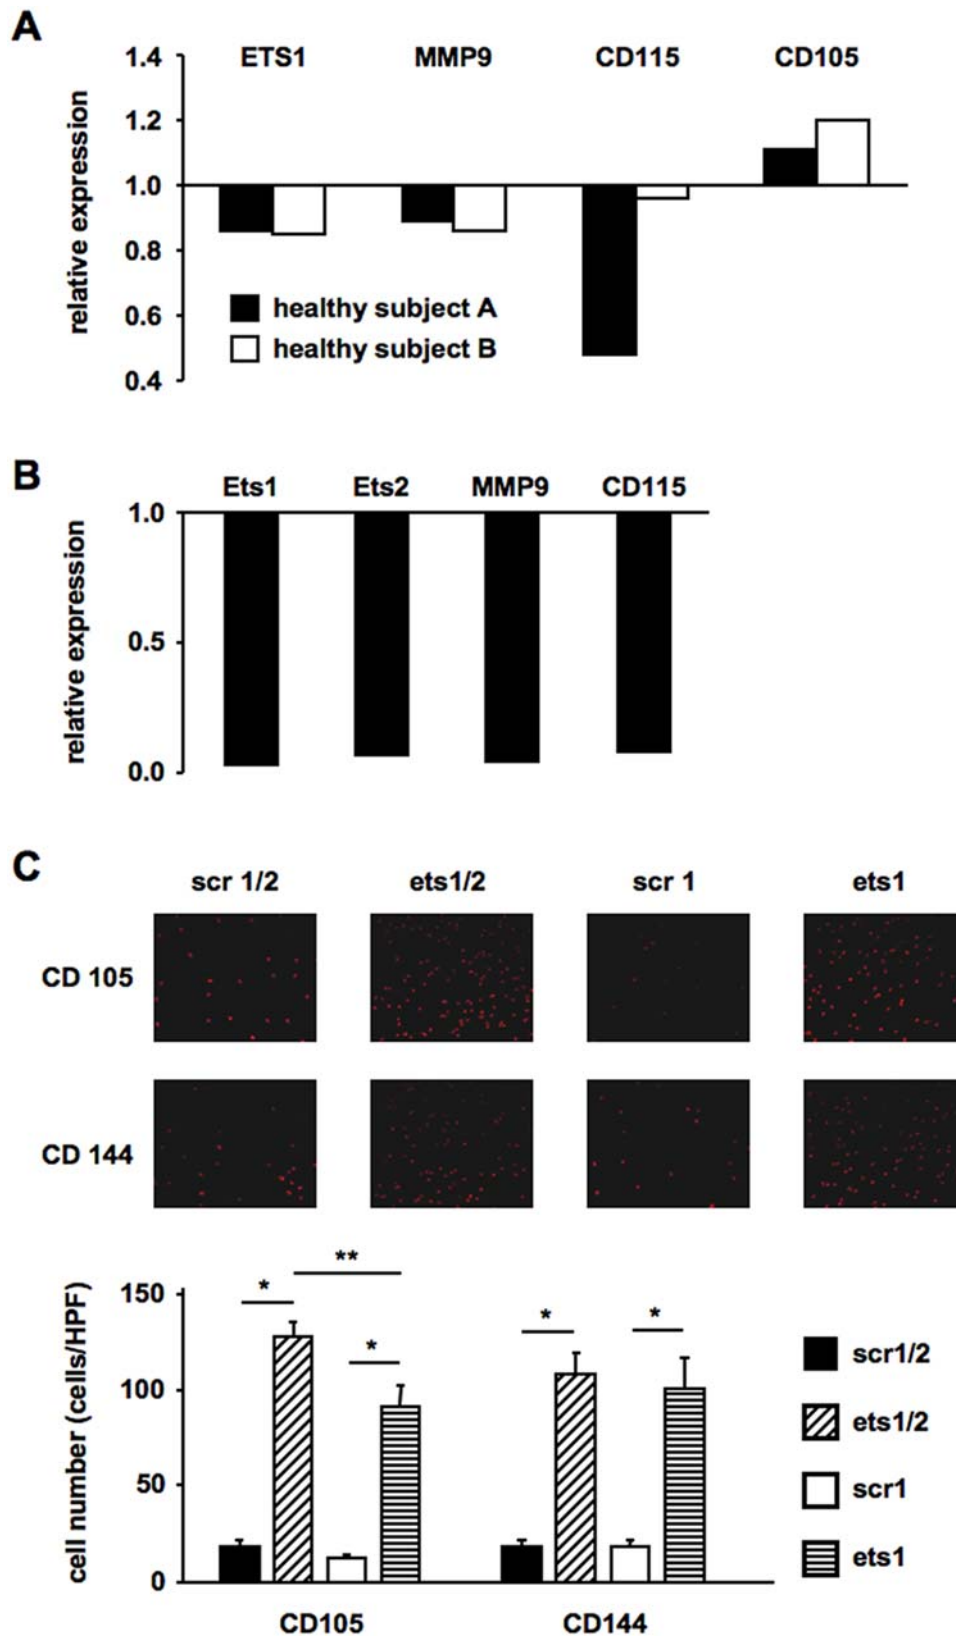 A
ETS1 MMP9 CD115 CD105
relative expression
1.4
1.2
1.0
0.8
0.6
0.4
healthy subject A
healthy subject B
B
Ets1 Ets2 MMP9 CD115
relative expression
1.0
0.5
0.0
C
scr 1/2 ets1/2 scr 1 ets1
CD 105
CD 144
cell number (cells/HPF)
150
100
50
0
* ** * * *
CD105 CD144
scr1/2
ets1/2
scr1
ets1